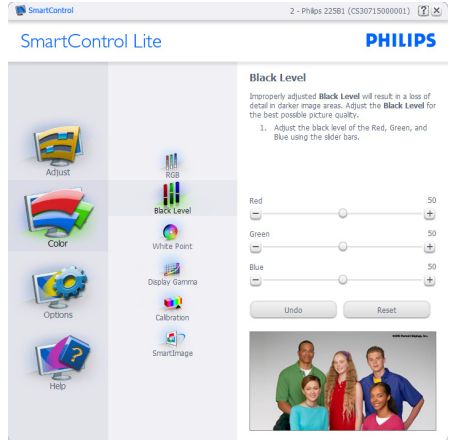 SmartControl
2 - Philips 225B1 (CS30715000001)
?
SmartControl Lite
PHILIPS
Adjust
Color
Options
Help
RGB
Black Level
White Point
Display Gamma
Calibration
SmartImage
Black Level
Improperly adjusted Black Level will result in a loss of
detail in darker image areas. Adjust the Black Level for
the best possible picture quality.
1. Adjust the black level of the Red, Green, and
Blue using the slider bars.
Red 50
Green 50
Blue 50
Undo
Reset